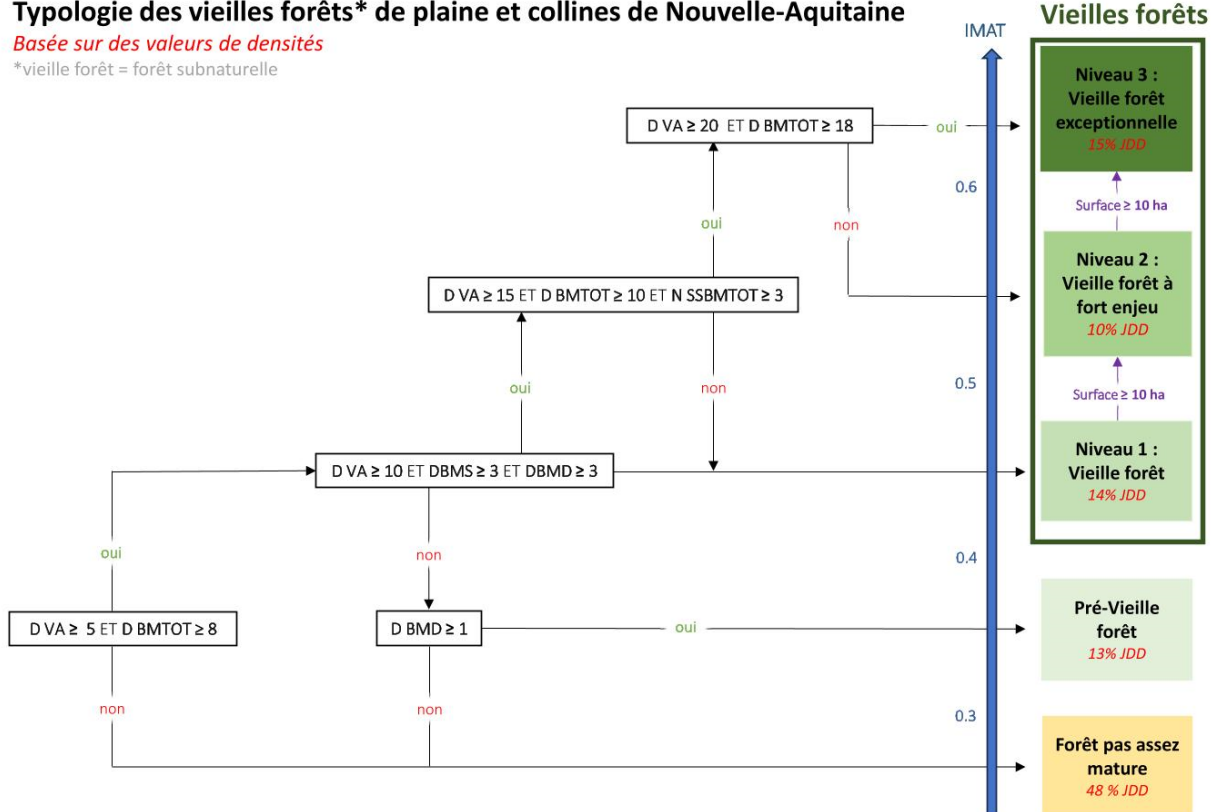 Typologie des vieilles forêts* de plaine et collines de Nouvelle-Aquitaine
Basée sur des valeurs de densités
*vieille forêt = forêt subnaturelle
IMAT
Vieilles forêts
Niveau 3 :
Vieille forêt
exceptionnelle
15% JDD
D VA ≥ 20 ET D BMTOT ≥ 18
oui
0.6
Surface ≥ 10 ha
oui
non
Niveau 2 :
Vieille forêt à
fort enjeu
10% JDD
D VA ≥ 15 ET D BMTOT ≥ 10 ET N SSBMTOT ≥ 3
0.5
oui
non
Surface ≥ 10 ha
Niveau 1 :
Vieille forêt
14% JDD
D VA ≥ 10 ET DBMS ≥ 3 ET DBMD ≥ 3
oui
non
0.4
D VA ≥ 5 ET D BMTOT ≥ 8
D BMD ≥ 1
oui
Pré-Vieille
forêt
13% JDD
non
non
0.3
Forêt pas assez
mature
48 % JDD